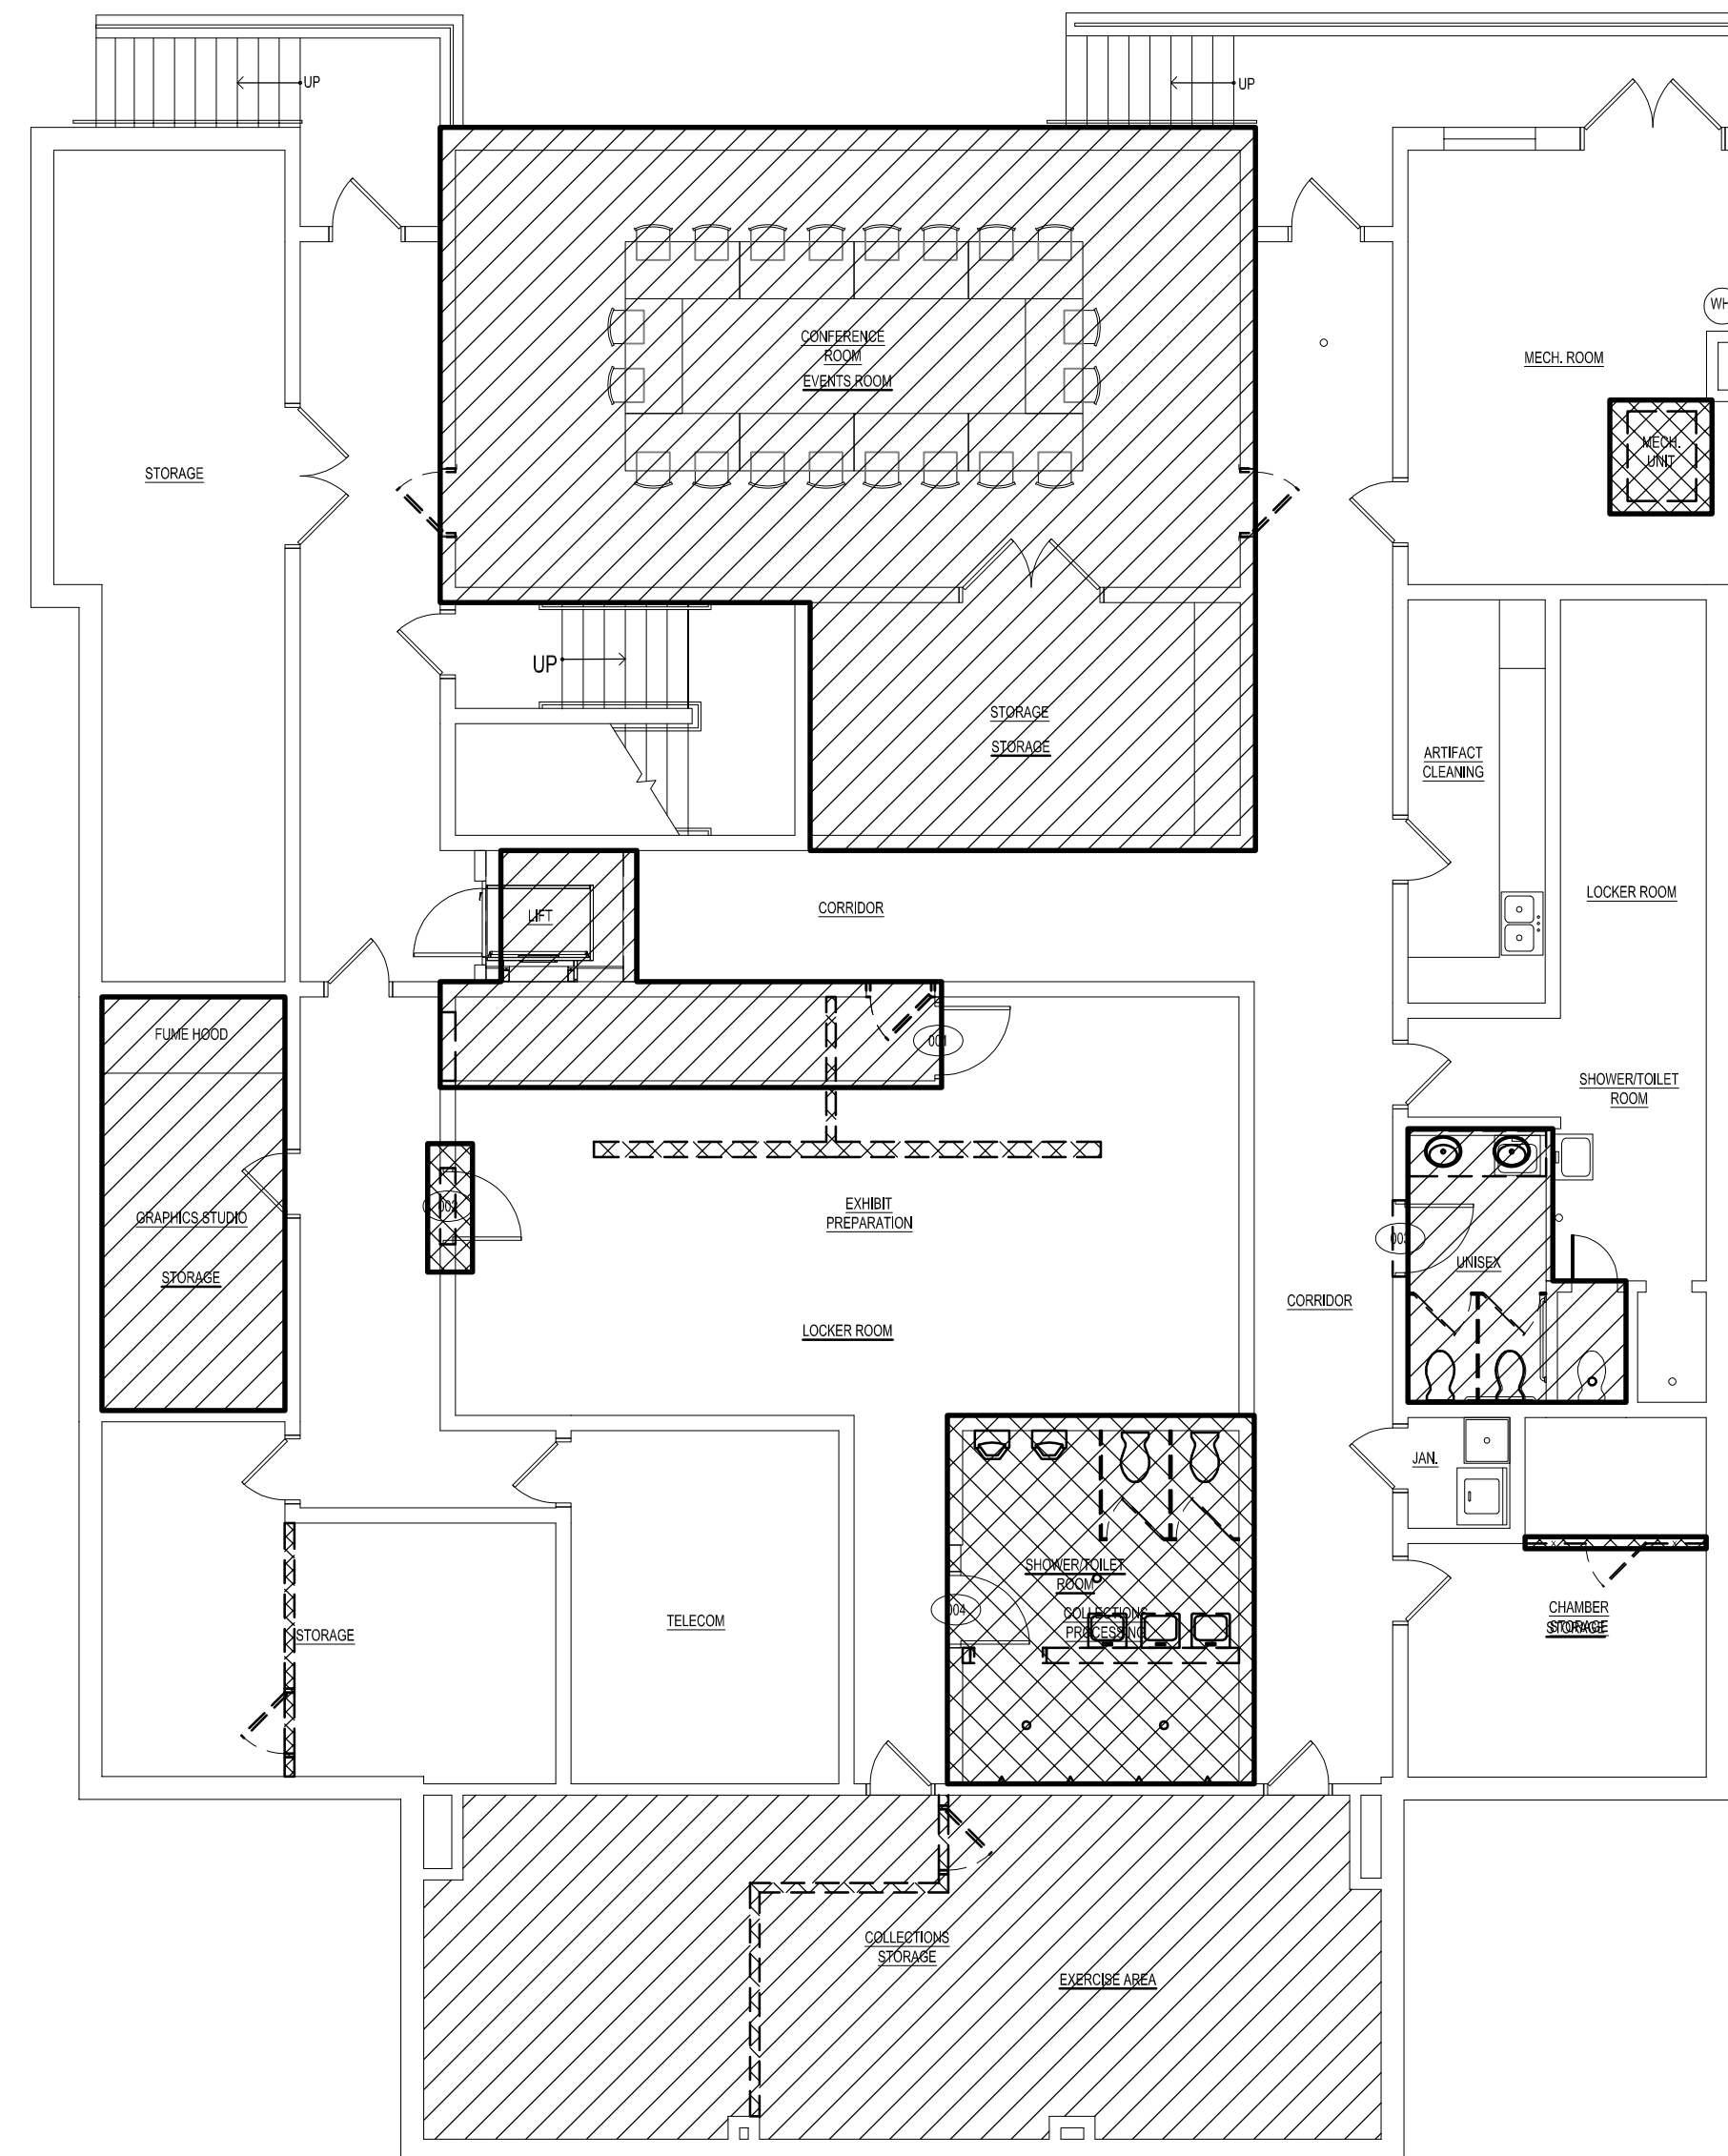 UP
UP
WH
CONFERENCE
ROOM
EVENTS ROOM
MECH. ROOM
MECH.
UNIT
STORAGE
UP
STORAGE
STORAGE
ARTIFACT
CLEANING
LOCKER ROOM
LIFT
CORRIDOR
FUME HOOD
001
SHOWER/TOILET
ROOM
002
EXHIBIT
PREPARATION
GRAPHICS STUDIO
003
UNISEX
STORAGE
CORRIDOR
LOCKER ROOM
JAN.
SHOWER/TOILET
ROOM
004
COLLECTIONS
PROCESSING
CHAMBER
STORAGE
STORAGE
STORAGE
TELECOM
COLLECTIONS
STORAGE
EXERCISE AREA